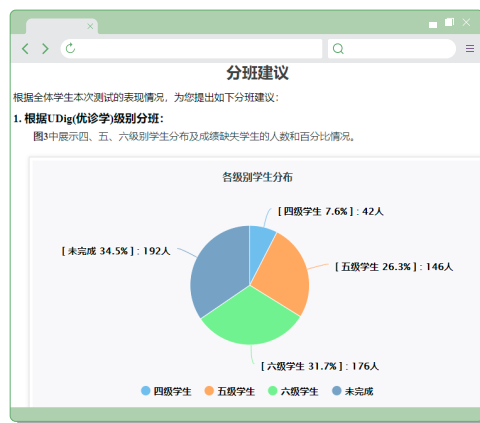 分班建议
根据全体学生本次测试的表现情况，为您提出如下分班建议：
1. 根据UDig(优诊学)级别分班：
图3中展示四、五、六级别学生分布及成绩缺失学生的人数和百分比情况。
各级别学生分布
[ 四级学生 7.6% ] : 42人
[ 未完成 34.5% ] : 192人
[ 五级学生 26.3% ] : 146人
[ 六级学生 31.7% ] : 176人
四级学生 五级学生 六级学生 未完成